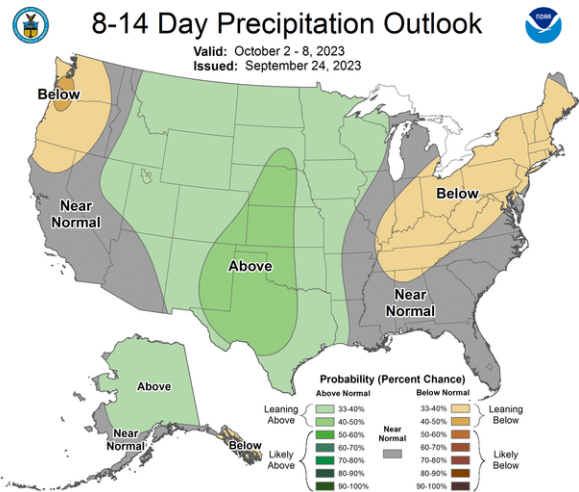 8-14 Day Precipitation Outlook
Valid: October 2 - 8, 2023
Issued: September 24, 2023
NOAA
Below
Near
Normal
Above
Below
Near
Normal
Above
Near
Normal
Below
Probability (Percent Chance)
Above Normal
Below Normal
Leaning
Above
33-40%
40-50%
Likely
Above
50-60%
60-70%
70-80%
80-90%
90-100%
Near
Normal
33-40%
40-50%
Leaning
Below
50-60%
60-70%
70-80%
80-90%
90-100%
Likely
Below